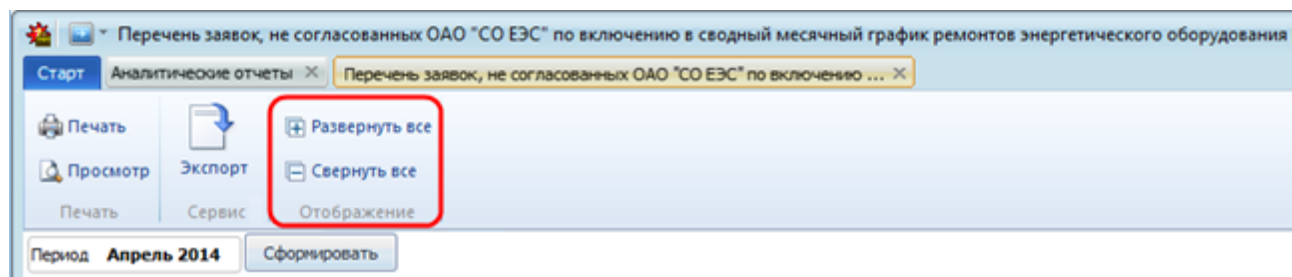 Перечень заявок, не согласованных ОАО "СО ЕЭС" по включению в сводный месячный график ремонтов энергетического оборудования
Старт Аналитические отчеты Перечень заявок, не согласованных ОАО "СО ЕЭС" по включению ...
Печать Экспорт Развернуть все
Просмотр Свернуть все
Печать Сервис Отображение
Период Апрель 2014 Сформировать